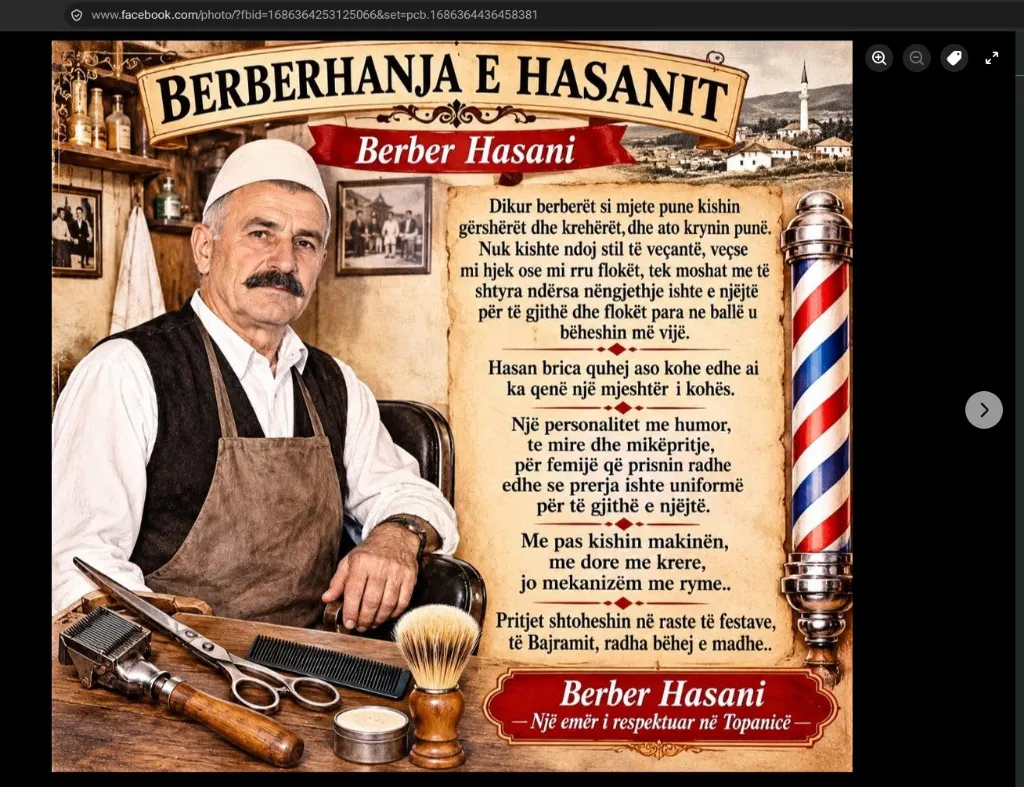 www.facebook.com/photo/?fbid=1686364253125066&set=pcb.1686364436458381
BERBERHANJA E HASANIT
Berber Hasani
Dikur berberët si mjete pune kishin
gërshërët dhe krehërët, dhe ato krynin punë.
Nuk kishte ndoj stil të veçantë, veçse
mi hjek ose mi rru flokët, tek moshat me të
shtyra ndërsa nëngjethje ishte e njëjtë
për të gjithë dhe flokët para ne ballë u
bëheshin më vijë.
Hasan brica quhej aso kohe edhe ai
ka qenë një mjeshtër i kohës.
Një personalitet me humor,
te mire dhe mikëpritje,
për femijë që prisnin radhe
edhe se prerja ishte uniformë
për të gjithë e njëjtë.
Me pas kishin makinën,
me dore me krere,
jo mekanizëm me ryme..
Pritjet shtoheshin në raste të festave,
të Bajramit, radha bëhej e madhe..
Berber Hasani
— Një emër i respektuar në Topanicë —